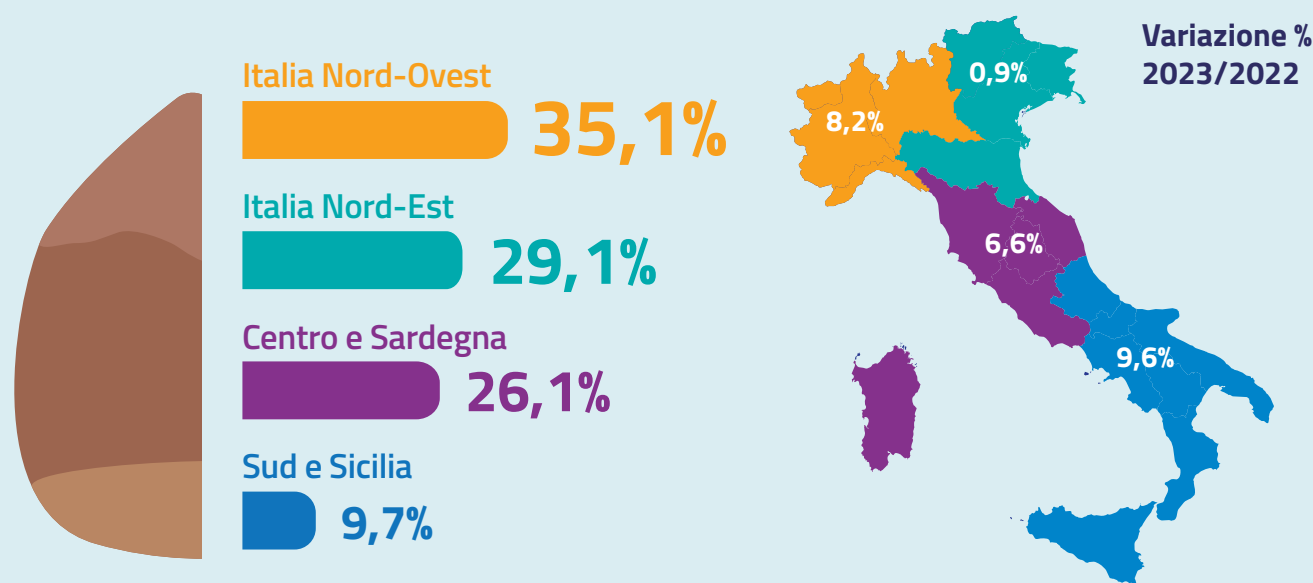 Italia Nord-Ovest
35,1%
Italia Nord-Est
29,1%
Centro e Sardegna
26,1%
Sud e Sicilia
9,7%
Variazione %
2023/2022
0,9%
8,2%
6,6%
9,6%